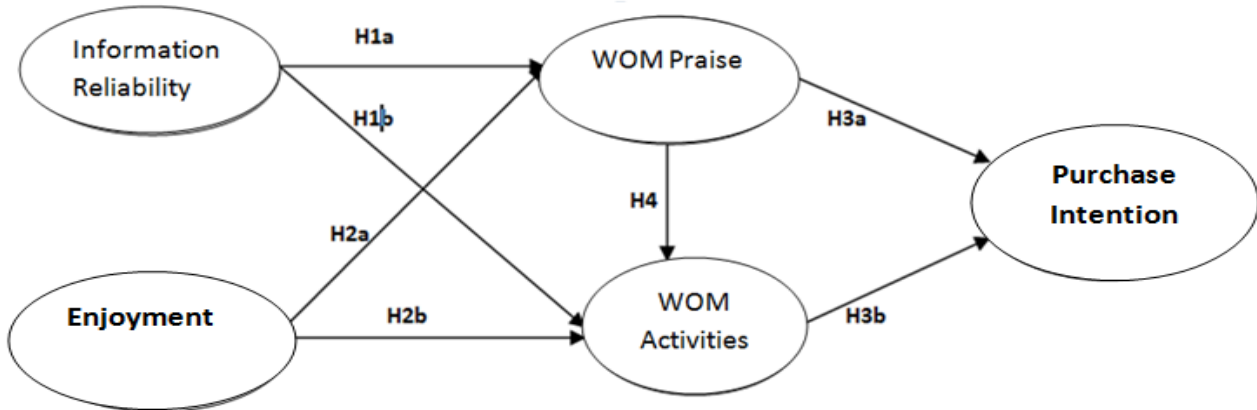 Information
Reliability
H1a
WOM Praise
H1b
H3a
Purchase
Intention
H4
H2a
Enjoyment
H2b
WOM
Activities
H3b